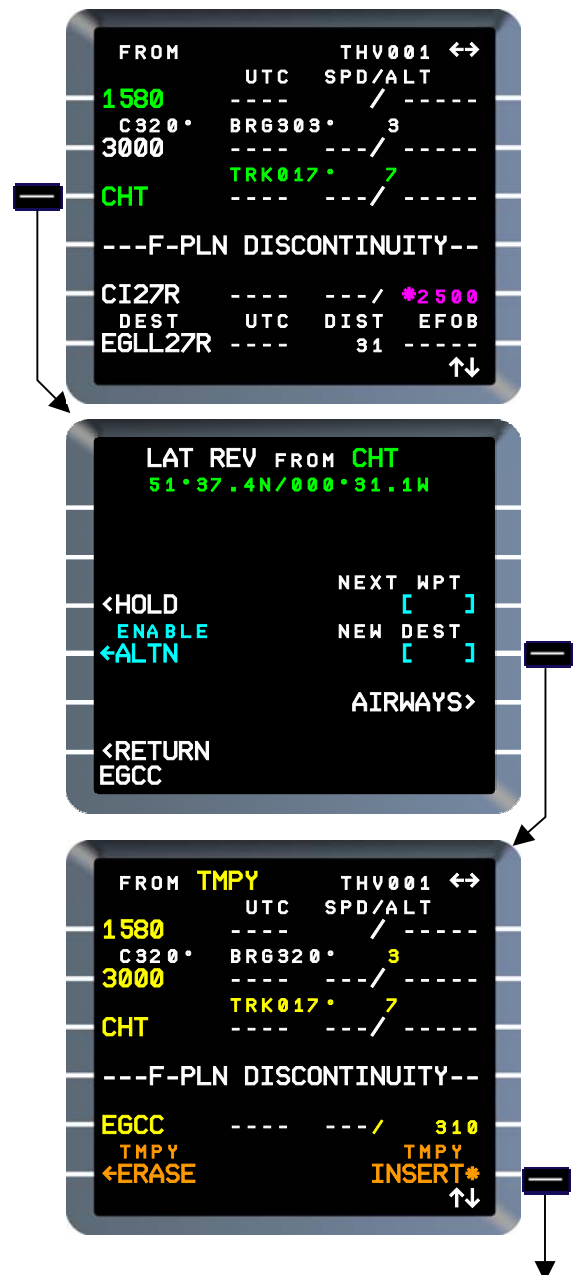 FROM THV001 ←→
UTC SPD/ALT
1580 ---- / -----
C320° BRG303° 3
3000 ---- ---/ -----
TRK017° 7
CHT ---- ---/ -----
---F-PLN DISCONTINUITY--
CI27R ---- ---/ *2500
DEST UTC DIST EFOB
EGLL27R ---- 31 -----
↑↓
LAT REV FROM CHT
51°37.4N/000°31.1W
NEXT WPT
<HOLD [ ]
ENABLE NEW DEST
←ALTN [ ]
AIRWAYS>
<RETURN
EGCC
FROM TMPY THV001 ←→
UTC SPD/ALT
1580 ---- / -----
C320° BRG320° 3
3000 ---- ---/ -----
TRK017° 7
CHT ---- ---/ -----
---F-PLN DISCONTINUITY--
EGCC ---- ---/ 310
TMPY TMPY
←ERASE INSERT*
↑↓